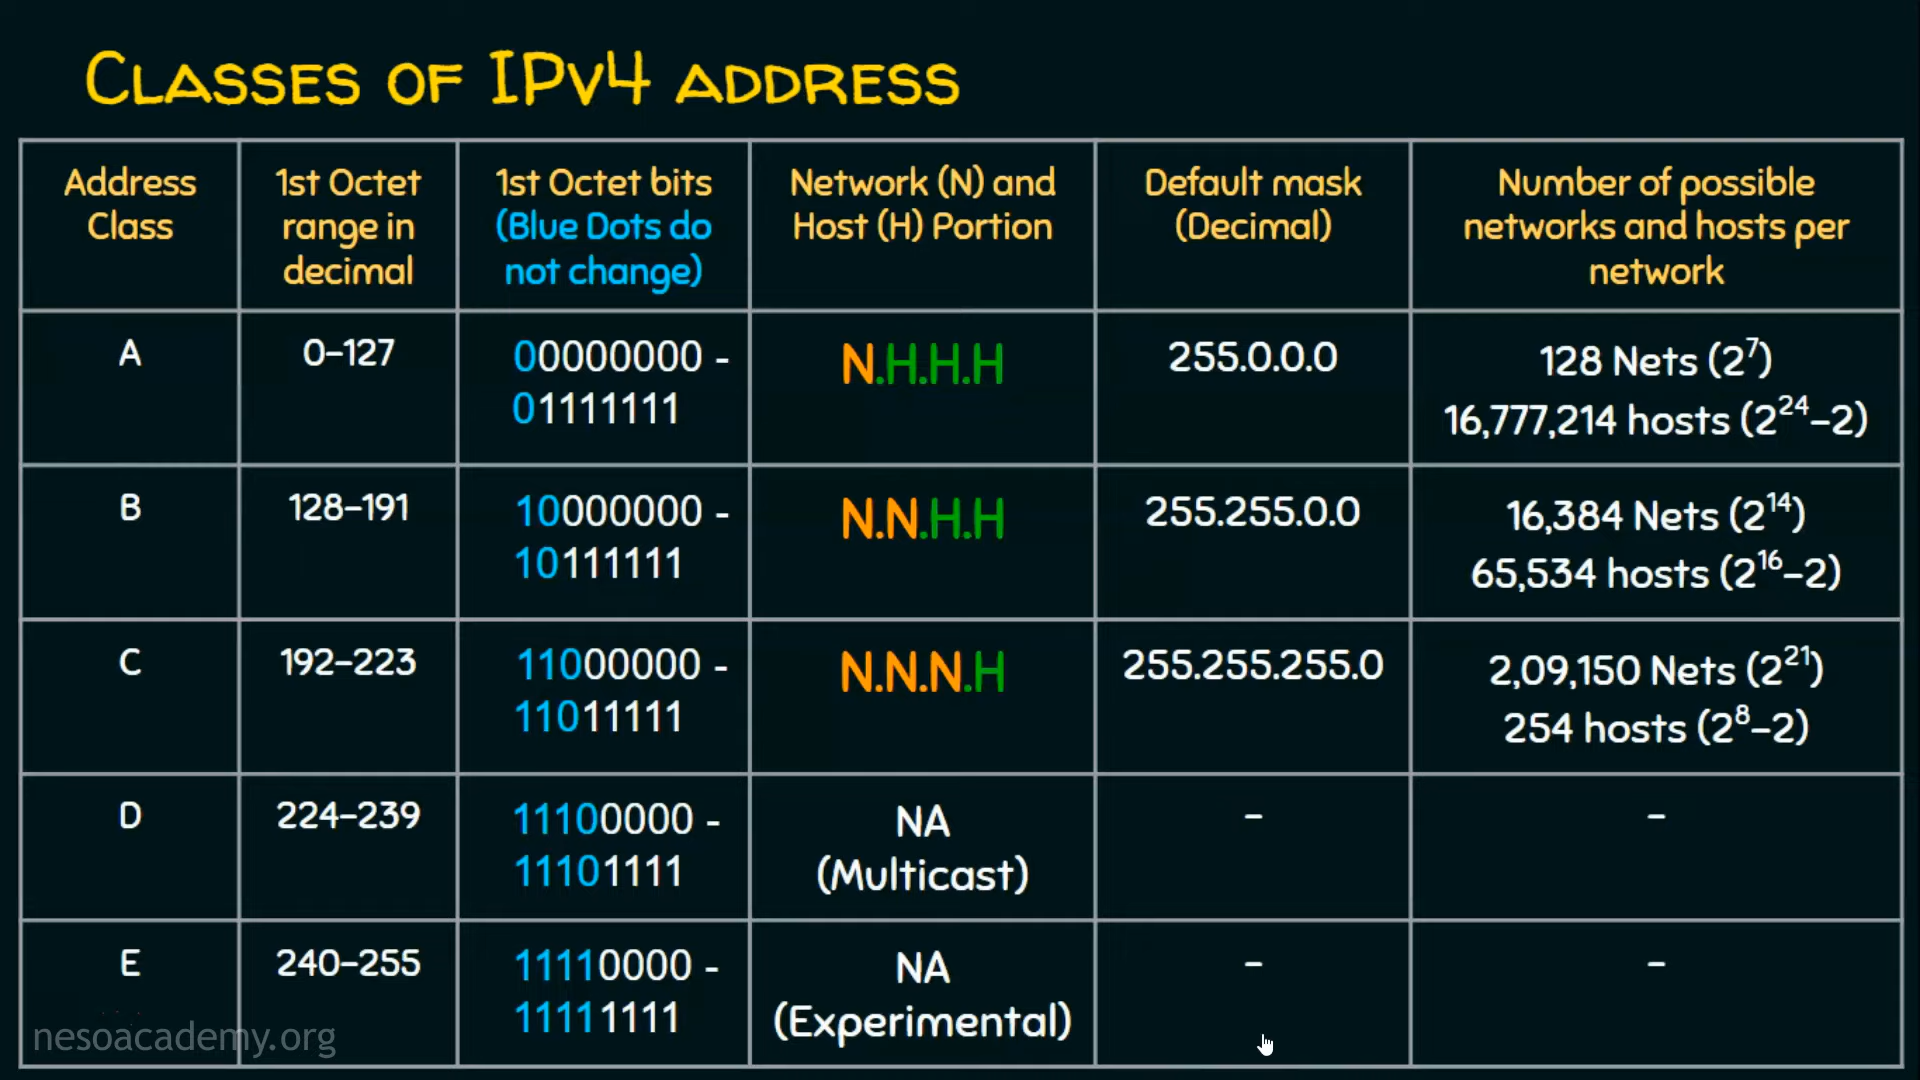 CLASSES OF IPV4 ADDRESS
Address
Class
1st Octet
range in
decimal
1st Octet bits
(Blue Dots do
not change)
Network (N) and
Host (H) Portion
Default mask
(Decimal)
Number of possible
networks and hosts per
network
A
0–127
00000000 -
01111111
N.H.H.H
255.0.0.0
128 Nets (2⁷)
16,777,214 hosts (2²⁴–2)
B
128–191
10000000 -
10111111
N.N.H.H
255.255.0.0
16,384 Nets (2¹⁴)
65,534 hosts (2¹⁶–2)
C
192–223
11000000 -
11011111
N.N.N.H
255.255.255.0
2,09,150 Nets (2²¹)
254 hosts (2⁸–2)
D
224–239
11100000 -
11101111
NA
(Multicast)
–
–
E
240–255
11110000 -
11111111
NA
(Experimental)
–
–
nesoacademy.org